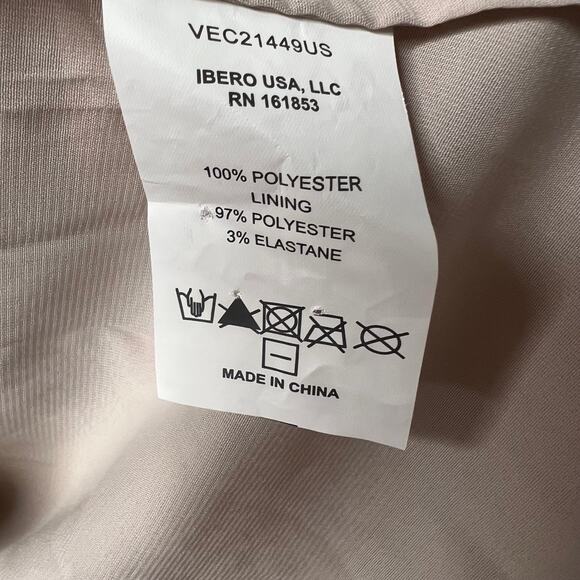 VEC21449US
IBERO USA, LLC
RN 161853
100% POLYESTER
LINING
97% POLYESTER
3% ELASTANE
MADE IN CHINA